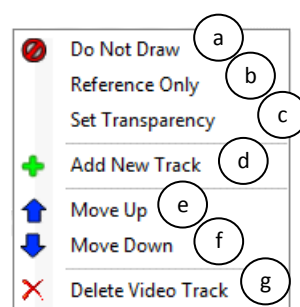 Do Not Draw a
Reference Only b
Set Transparency c
Add New Track d
Move Up e
Move Down f
Delete Video Track g